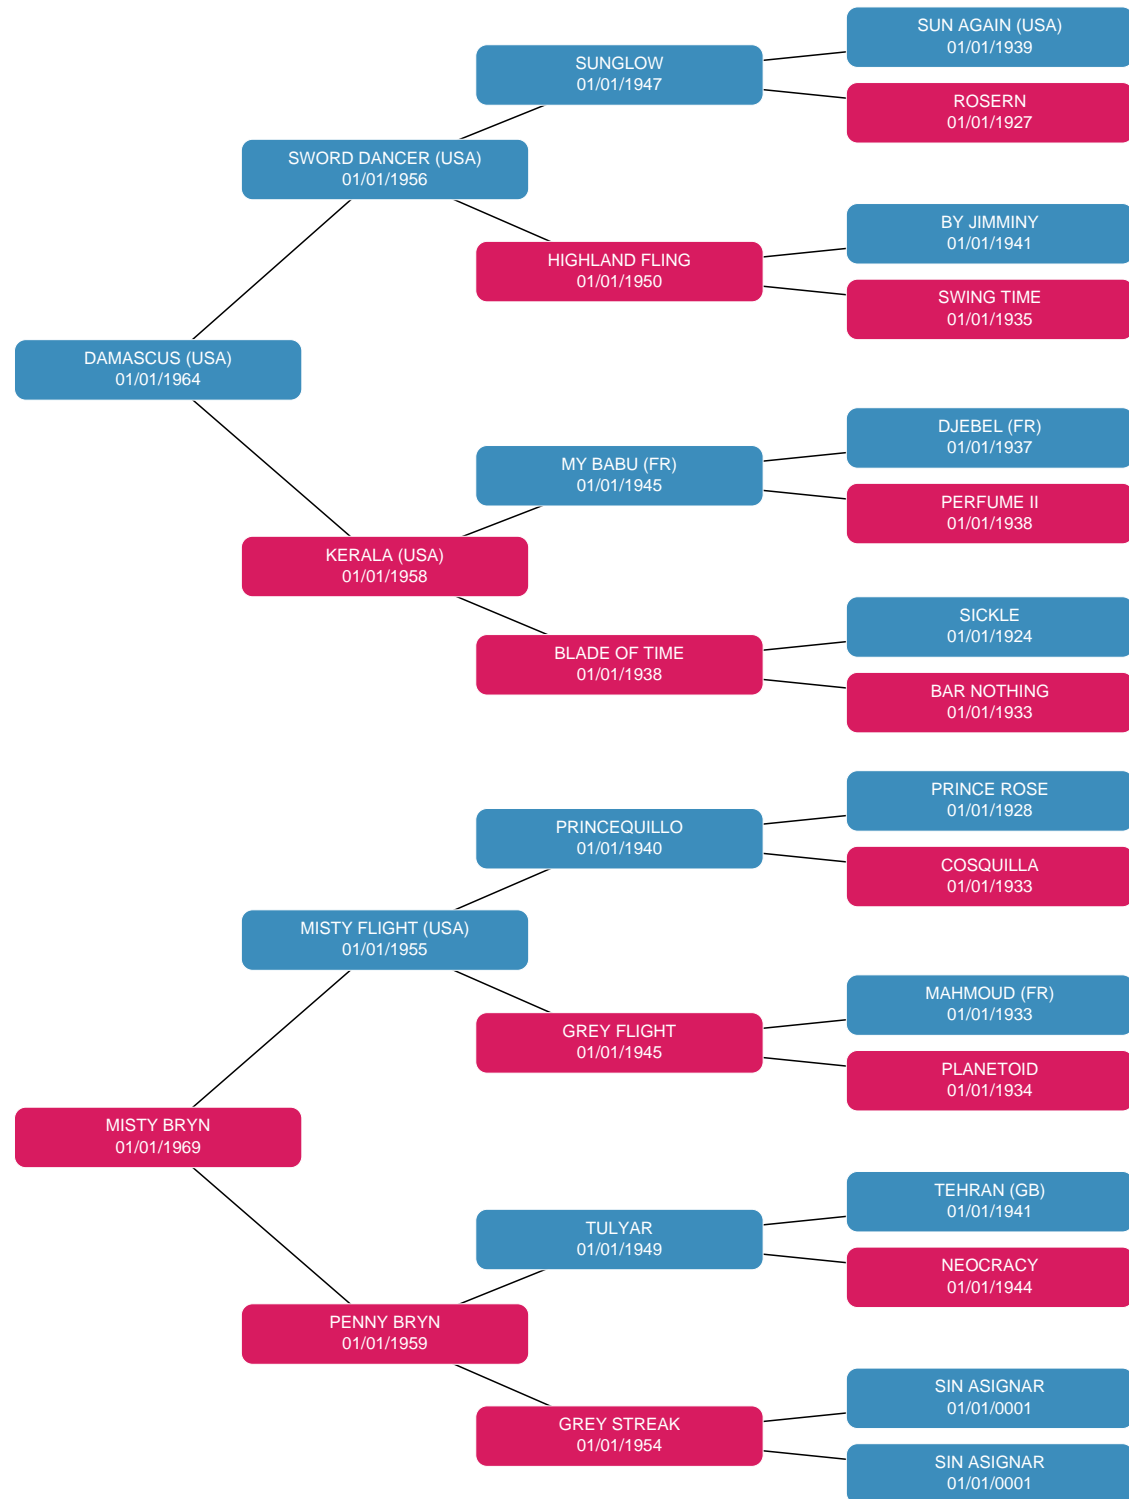 SUN AGAIN (USA)
01/01/1939
SUNGLOW
01/01/1947
ROSERN
01/01/1927
SWORD DANCER (USA)
01/01/1956
BY JIMMINY
01/01/1941
HIGHLAND FLING
01/01/1950
SWING TIME
01/01/1935
DAMASCUS (USA)
01/01/1964
DJEBEL (FR)
01/01/1937
MY BABU (FR)
01/01/1945
PERFUME II
01/01/1938
KERALA (USA)
01/01/1958
SICKLE
01/01/1924
BLADE OF TIME
01/01/1938
BAR NOTHING
01/01/1933
PRINCE ROSE
01/01/1928
PRINCEQUILLO
01/01/1940
COSQUILLA
01/01/1933
MISTY FLIGHT (USA)
01/01/1955
MAHMOUD (FR)
01/01/1933
GREY FLIGHT
01/01/1945
PLANETOID
01/01/1934
MISTY BRYN
01/01/1969
TEHRAN (GB)
01/01/1941
TULYAR
01/01/1949
NEOCRACY
01/01/1944
PENNY BRYN
01/01/1959
SIN ASIGNAR
01/01/0001
GREY STREAK
01/01/1954
SIN ASIGNAR
01/01/0001